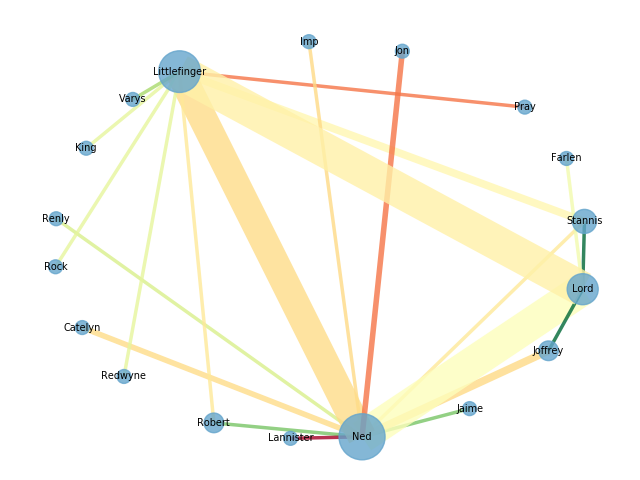 Imp
Jon
Littlefinger
Varys
Pray
King
Farlen
Renly
Stannis
Rock
Lord
Catelyn
Joffrey
Redwyne
Jaime
Robert
Lannister
Ned